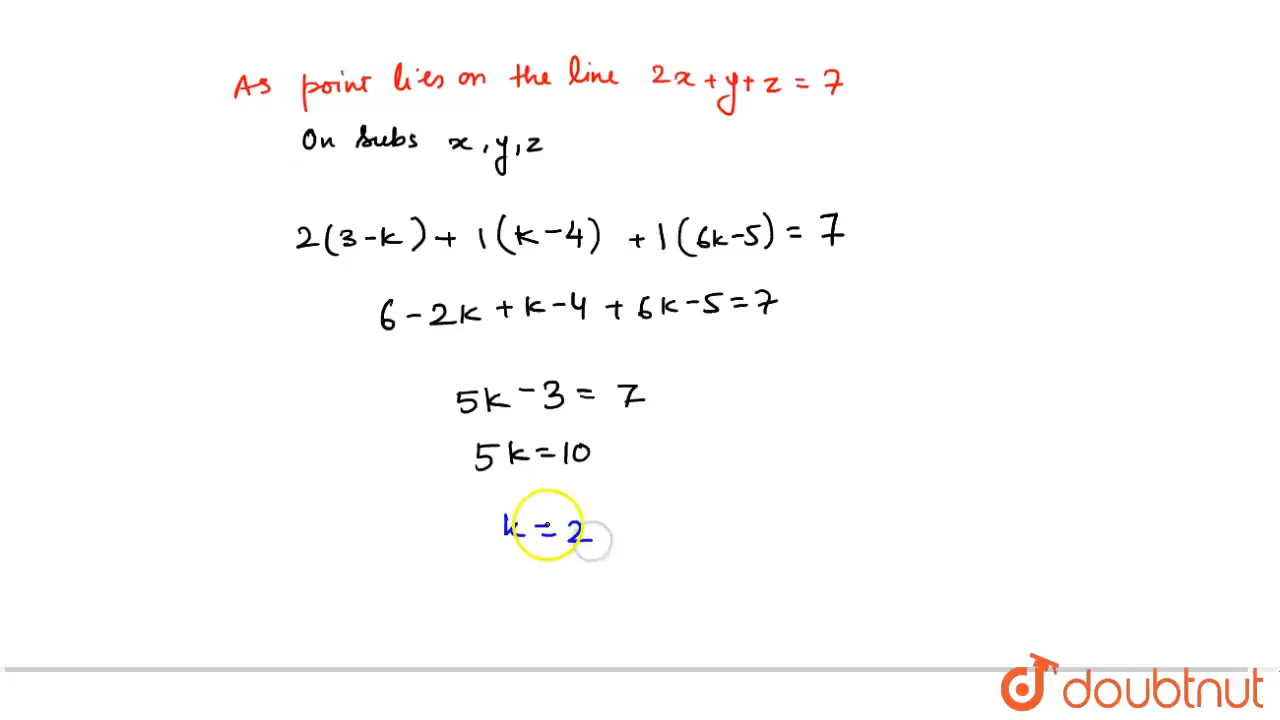 As point lies on the line 2x+y+z=7
On subs x,y,z
2(3-k)+1(k-4)+1(6k-5)=7
6-2k+k-4+6k-5=7
5k-3=7
5k=10
k=2
doubtnut